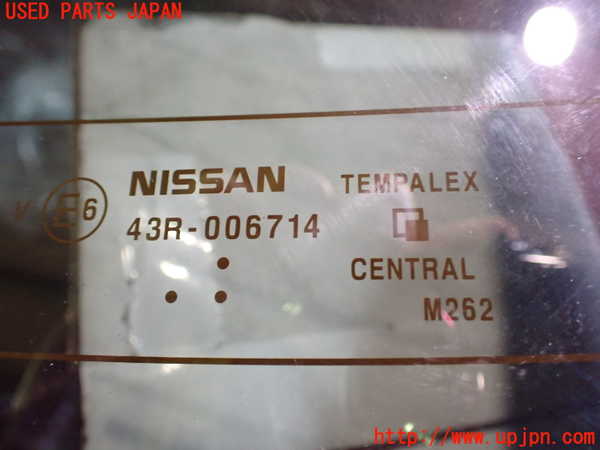 USED PARTS JAPAN
NISSAN TEMPALEX
V E6 43R-006714
CENTRAL
M262
http://www.upjpn.com/